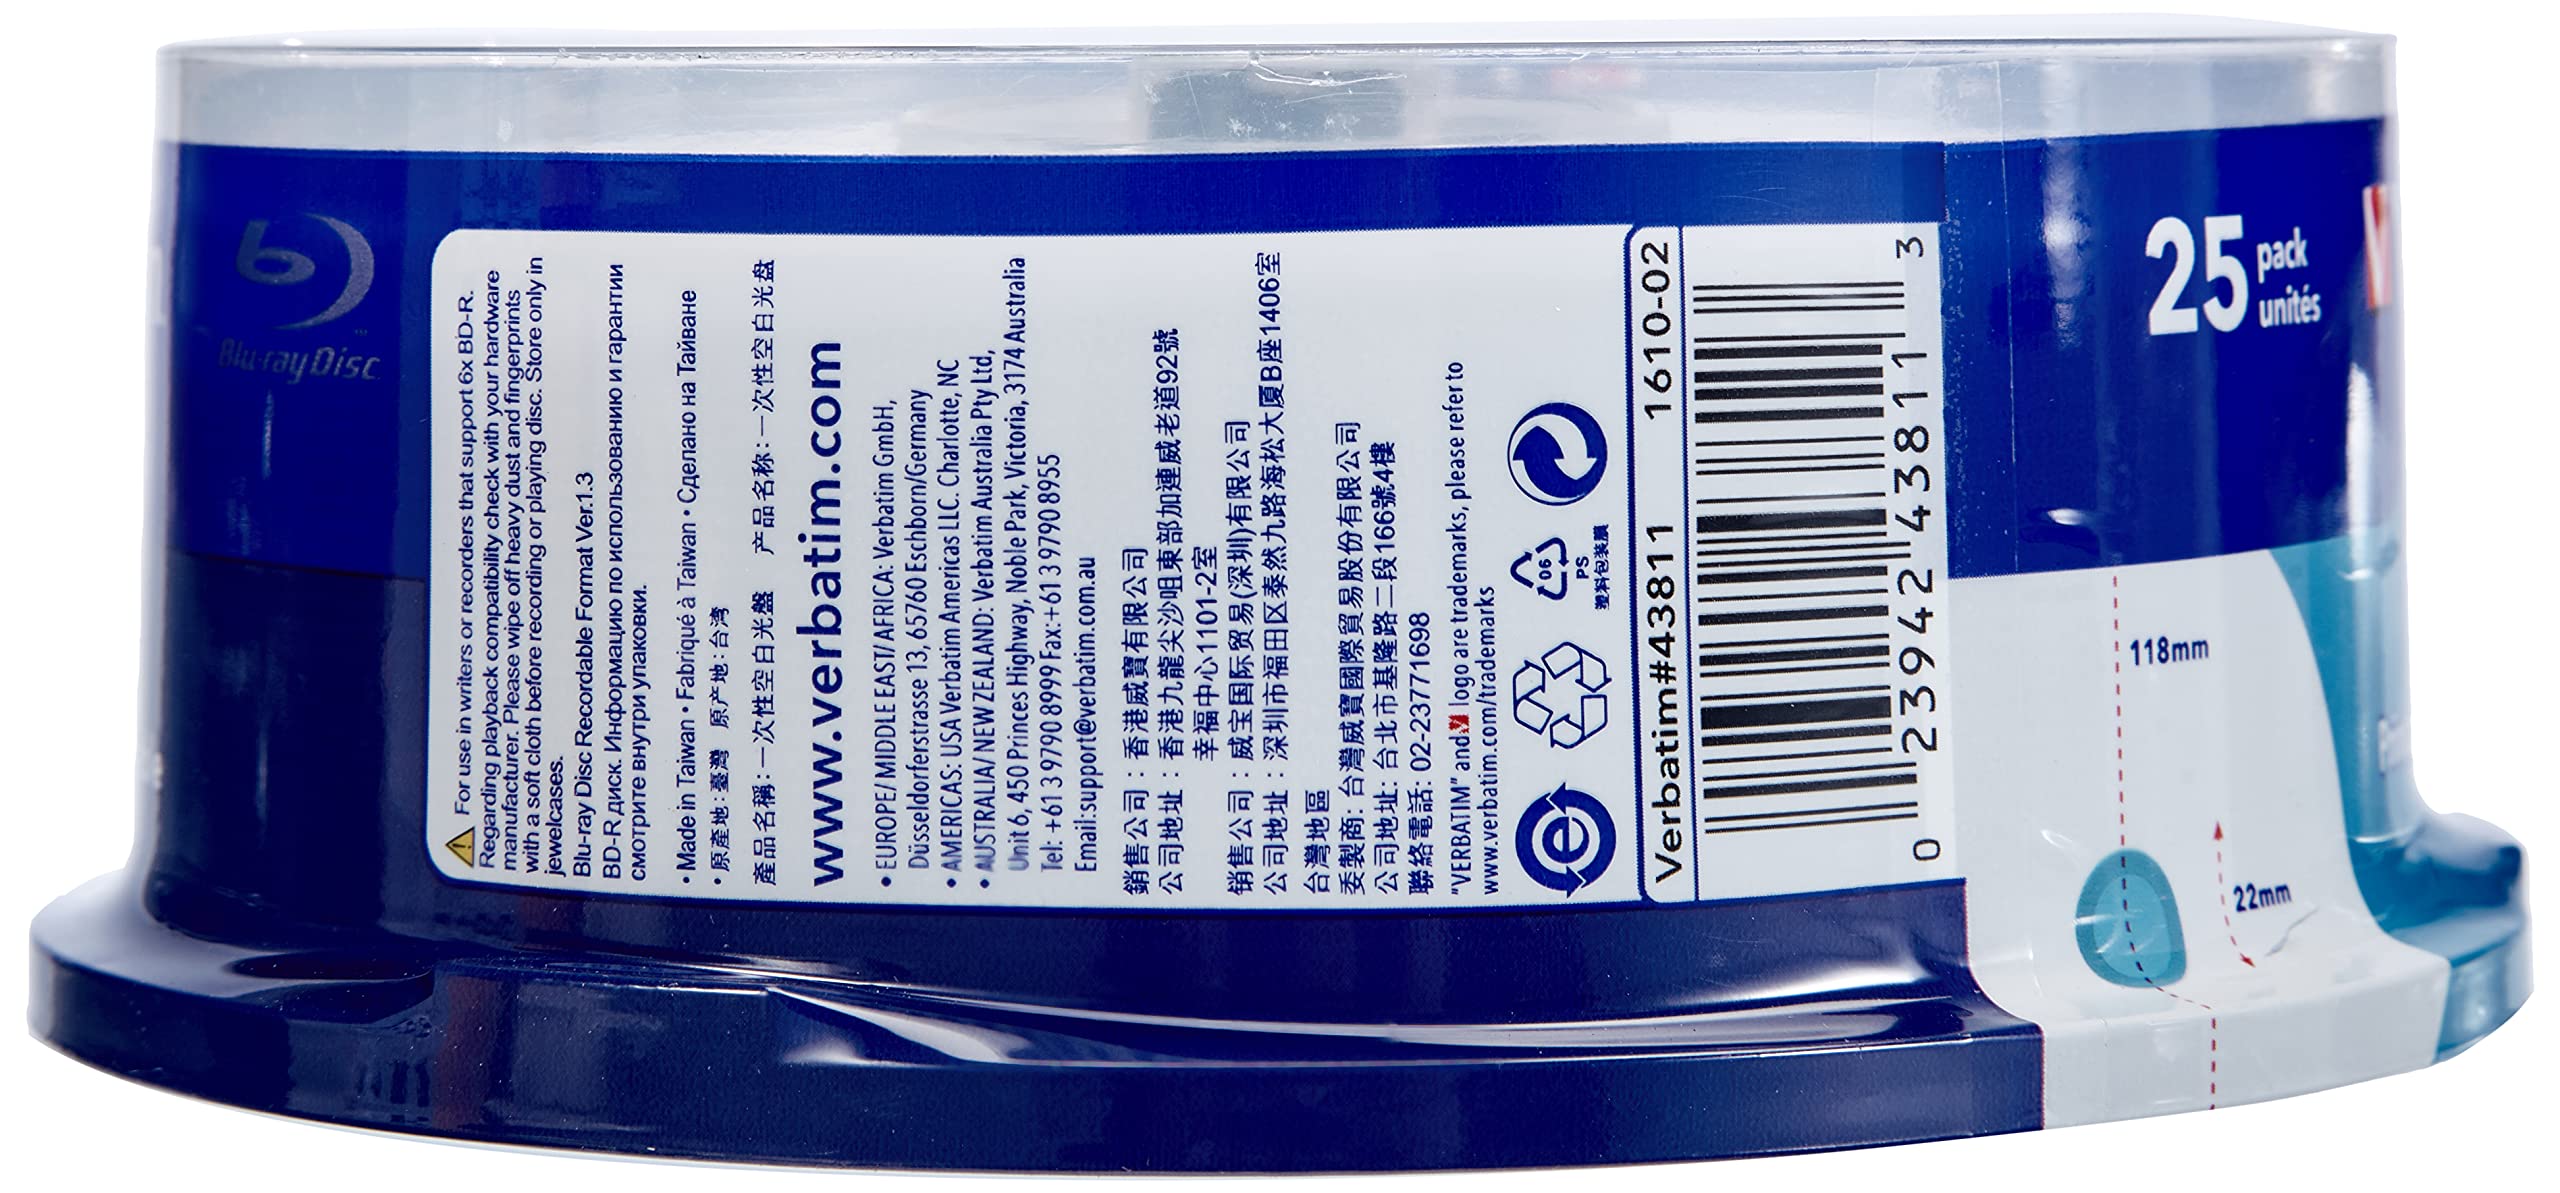 Blu-ray Disc
For use in writers or recorders that support 6x BD-R.
Regarding playback compatibility check with your hardware
manufacturer. Please wipe off heavy dust and fingerprints
with a soft cloth before recording or playing disc. Store only in
jewelcases.
Blu-ray Disc Recordable Format Ver.1.3
BD-R диск. Информацию по использованию и гарантии
смотрите внутри упаковки.
• Made in Taiwan • Fabriqué à Taiwan • Сделано на Тайване
• 原產地：臺灣 原产地：台湾
產品名稱：一次性空白光盤 产品名称：一次性空白光盘
www.verbatim.com
• EUROPE/ MIDDLE EAST/ AFRICA: Verbatim GmbH,
Düsseldorferstrasse 13, 65760 Eschborn/Germany
• AMERICAS: USA Verbatim Americas LLC. Charlotte, NC
• AUSTRALIA/ NEW ZEALAND: Verbatim Australia Pty Ltd,
Unit 6, 450 Princes Highway, Noble Park, Victoria, 3174 Australia
Tel: +61 3 9790 8999 Fax:+61 3 9790 8955
Email:support@verbatim.com.au
銷售公司：香港威寶有限公司
公司地址：香港九龍尖沙咀東部加連威老道92號
幸福中心1101-2室
销售公司：威宝国际贸易(深圳)有限公司
公司地址：深圳市福田区泰然九路海松大厦B座1406室
台灣地區
委製商：台灣威寶國際貿易股份有限公司
公司地址：台北市基隆路二段166號4樓
聯絡電話: 02-23771698
"VERBATIM" and logo are trademarks, please refer to
www.verbatim.com/trademarks
e
06
PS
塑料包装膜
Verbatim#43811 1610-02
0 23942 43811 3
25 pack
unités
118mm
22mm